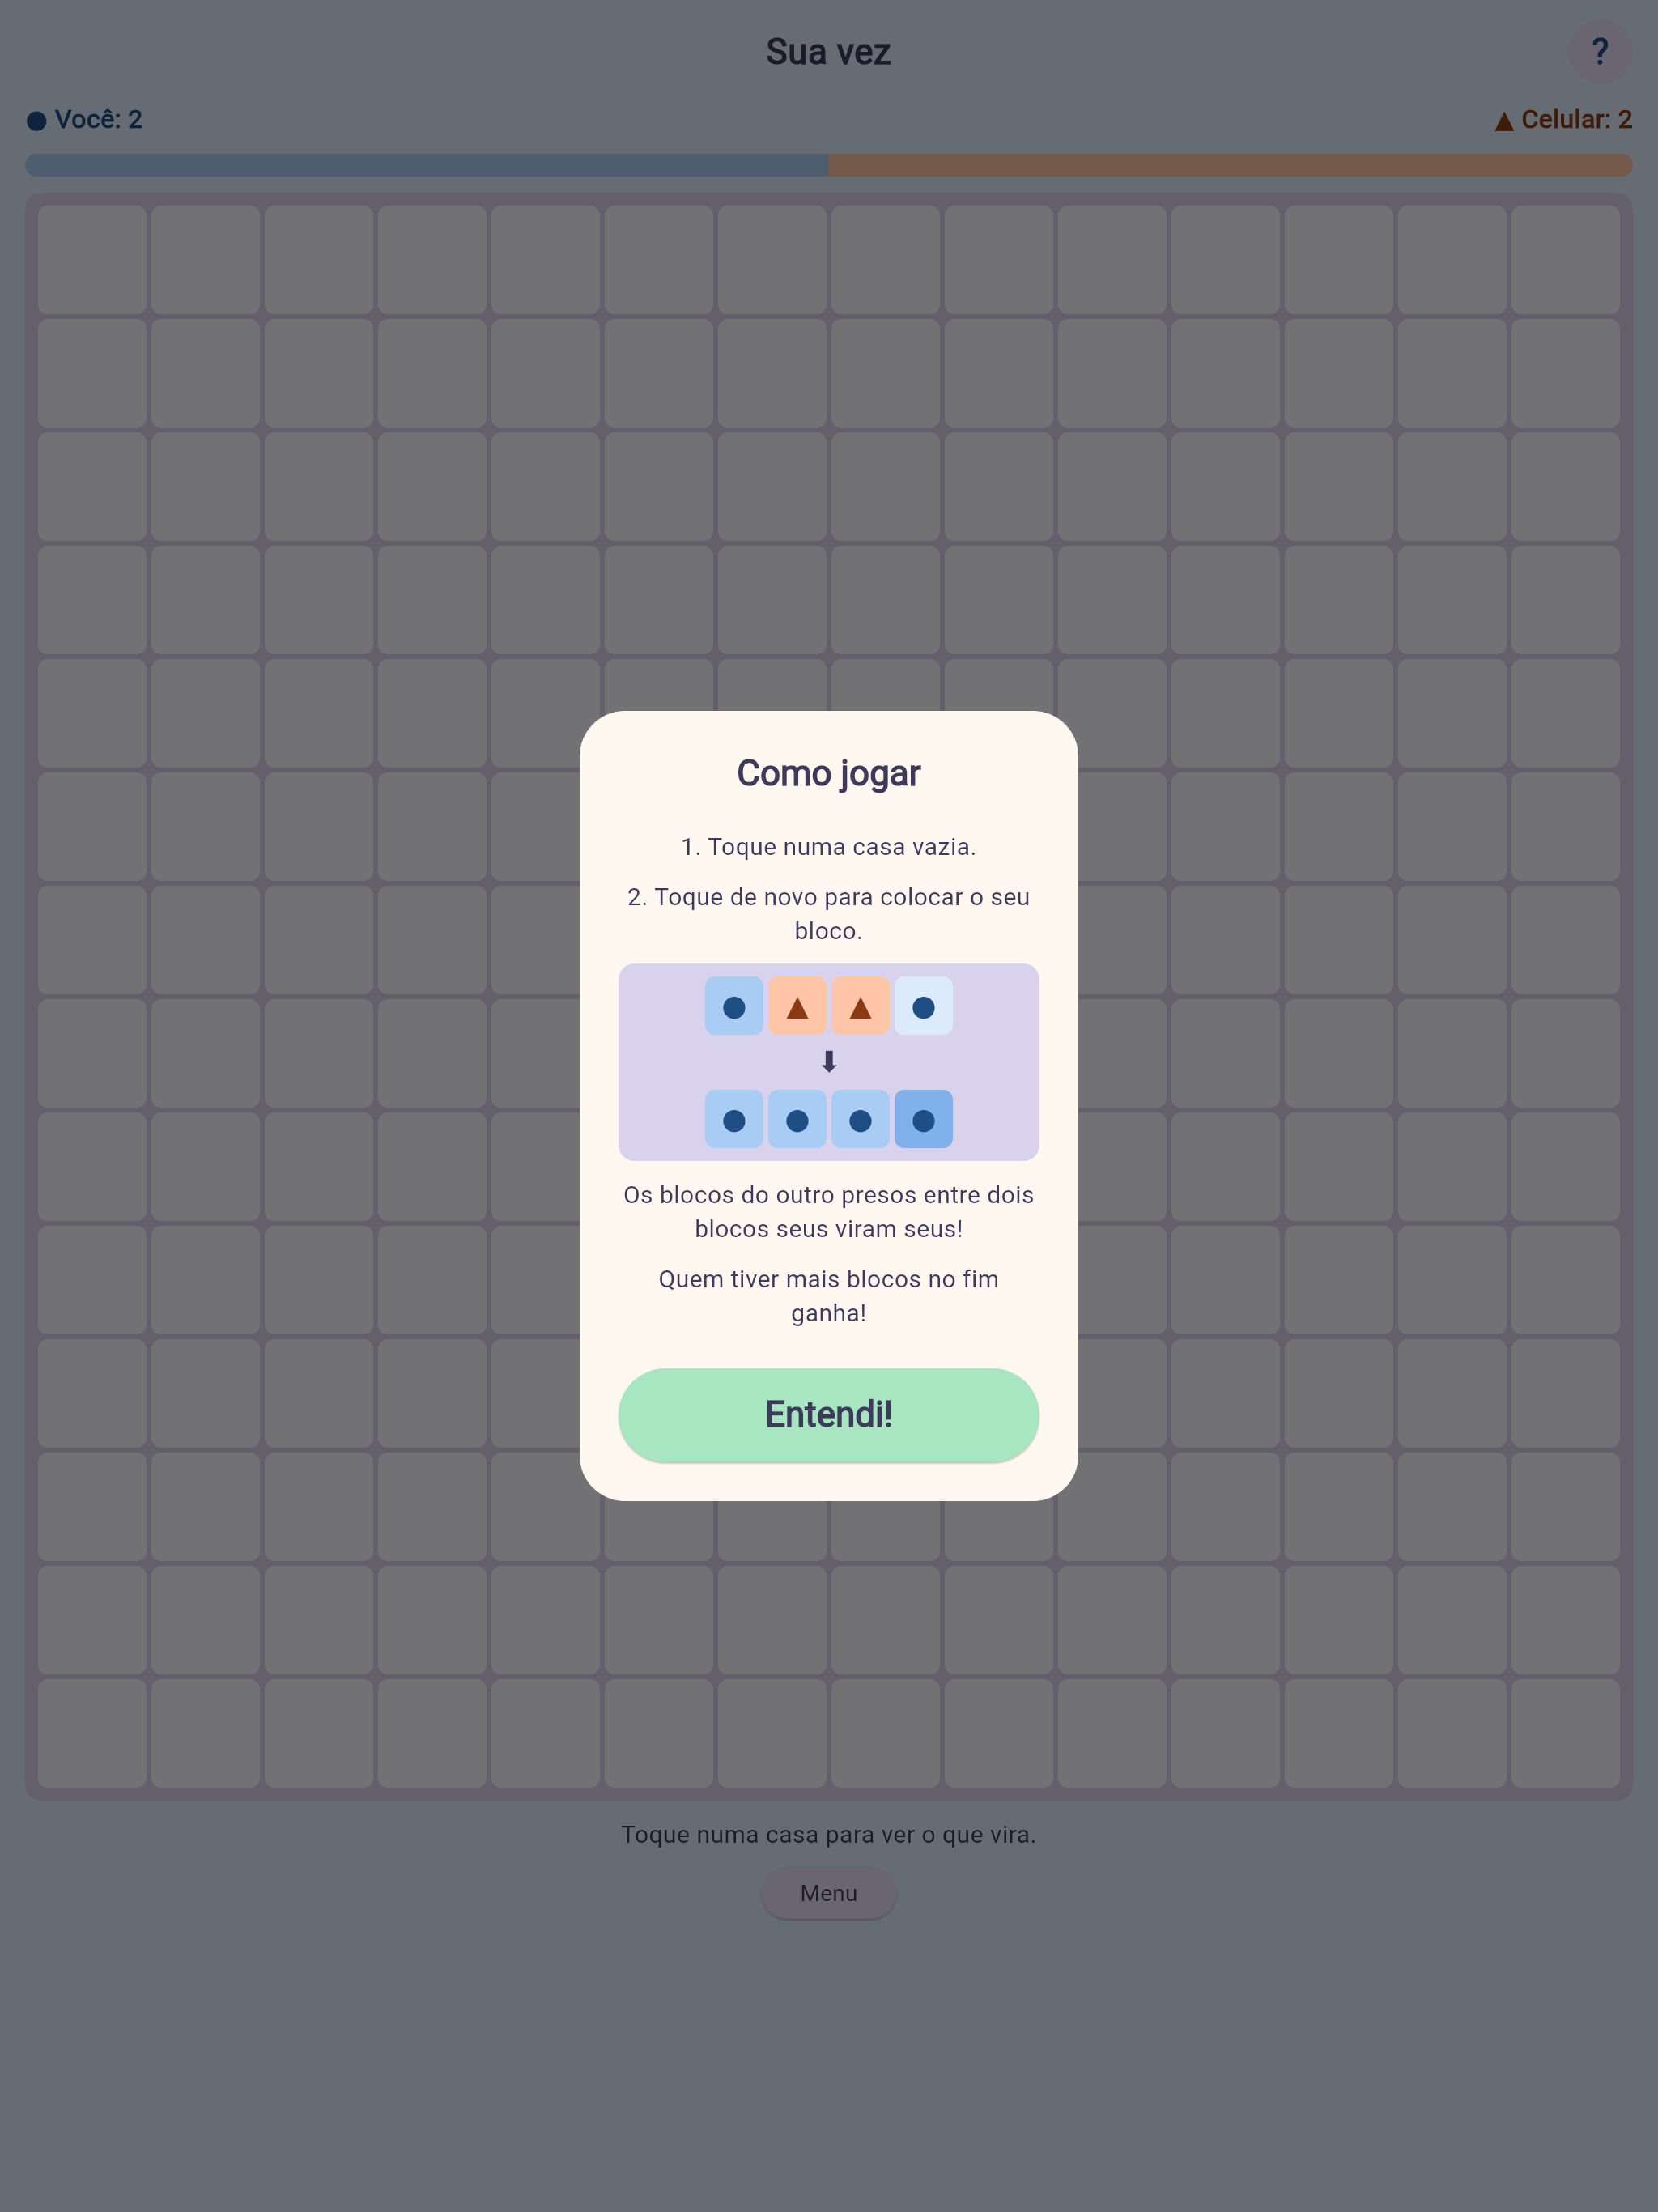 Sua vez
?
● Você: 2
▲ Celular: 2
Como jogar
1. Toque numa casa vazia.
2. Toque de novo para colocar o seu
bloco.
Os blocos do outro presos entre dois
blocos seus viram seus!
Quem tiver mais blocos no fim
ganha!
Entendi!
Toque numa casa para ver o que vira.
Menu